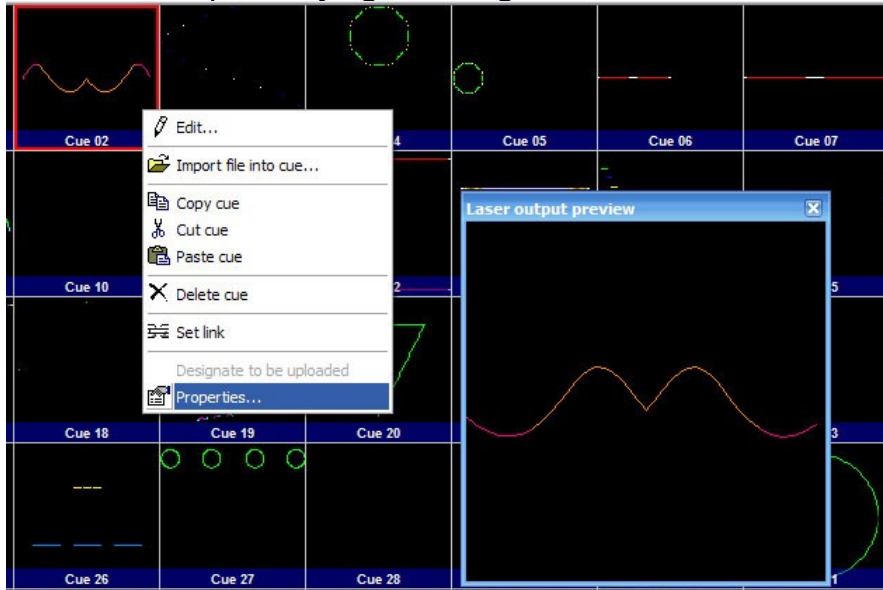 Cue 02
4
Cue 05
Cue 06
Cue 07
Edit...
Import file into cue...
Copy cue
Cut cue
Paste cue
Delete cue
Set link
Designate to be uploaded
Properties...
Laser output preview
Cue 10
2
5
Cue 18
Cue 19
Cue 20
3
Cue 26
Cue 27
Cue 28
1